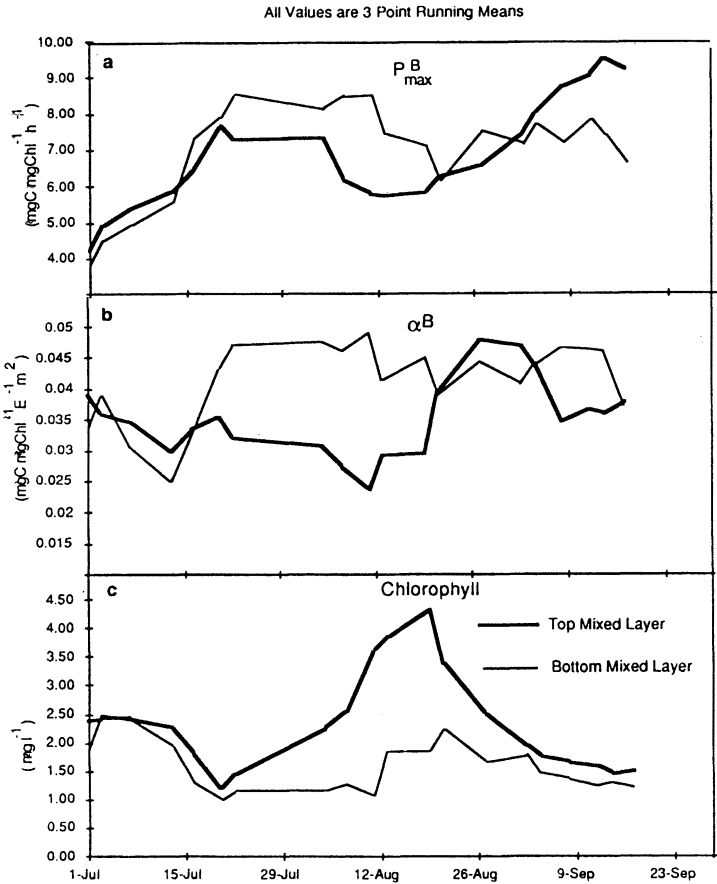 All Values are 3 Point Running Means
a
P B max
(mgC mgChl -1 h -1)
10.00
9.00
8.00
7.00
6.00
5.00
4.00
b
αB
(mgC mgChl -1 E -1 m 2)
0.05
0.045
0.04
0.035
0.03
0.025
0.02
0.015
c
Chlorophyll
(mg l -1)
4.50
4.00
3.50
3.00
2.50
2.00
1.50
1.00
0.50
0.00
Top Mixed Layer
Bottom Mixed Layer
1-Jul 15-Jul 29-Jul 12-Aug 26-Aug 9-Sep 23-Sep